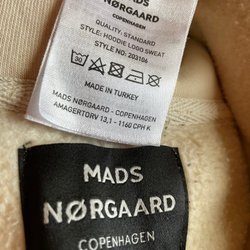 MADS
NØRGAARD
COPENHAGEN
QUALITY: STANDARD
STYLE: HOODIE LOGO SWEAT
STYLE NO: 203106
30
MADE IN TURKEY
MADS NØRGAARD - COPENHAGEN
AMAGERTORV 13,1 - 1160 CPH K
MADS
NØRGAARD
COPENHAGEN